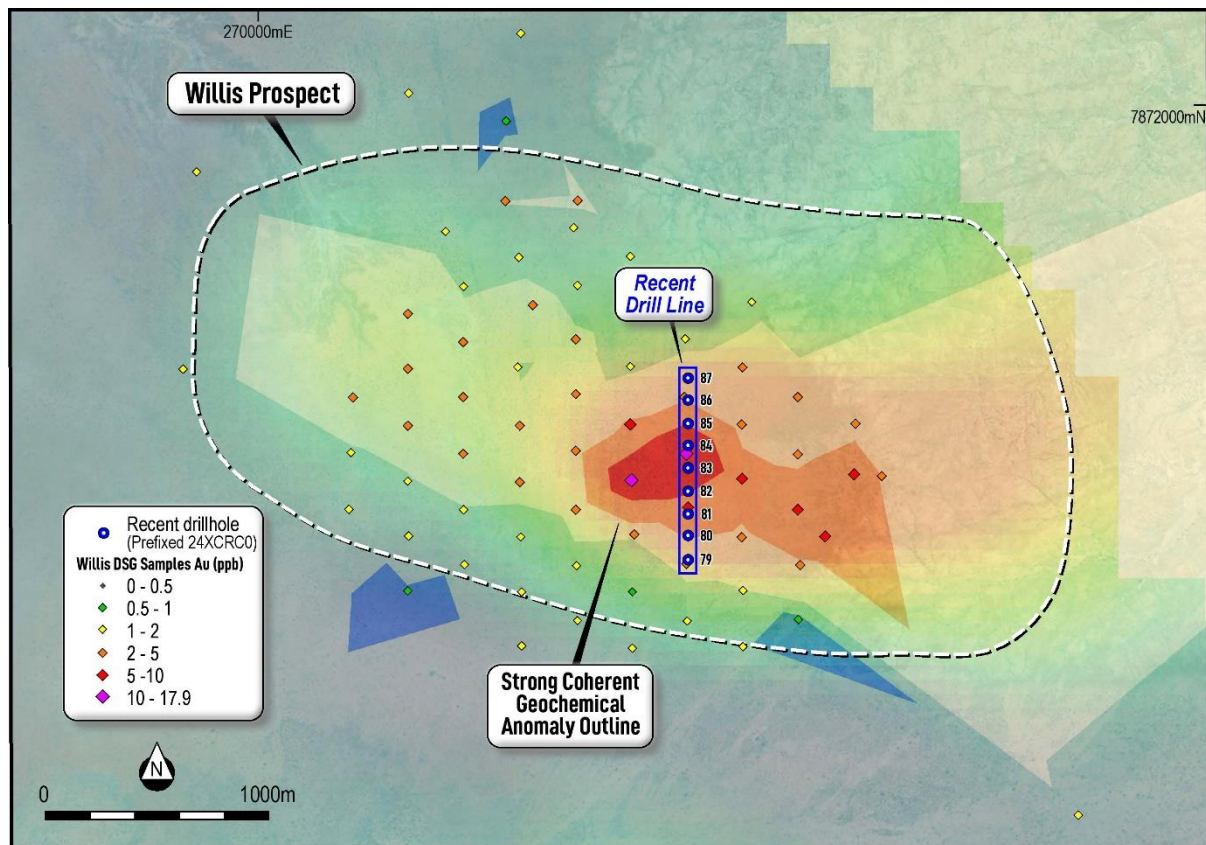 270000mE
Willis Prospect
7872000mN
Recent
Drill Line
87
86
85
84
83
82
81
80
79
Recent drillhole
(Prefixed 24XCRC0)
Willis DSG Samples Au (ppb)
0 - 0.5
0.5 - 1
1 - 2
2 - 5
5 -10
10 - 17.9
Strong Coherent
Geochemical
Anomaly Outline
N
0 1000m